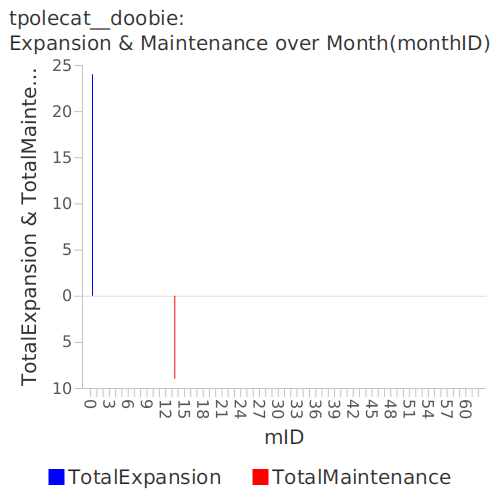 tpolecat__doobie:
Expansion & Maintenance over Month(monthID)
TotalExpansion & TotalMainte...
25
20
15
10
5
0
5
10
0 3 6 9 12 15 18 21 24 27 30 33 36 39 42 45 48 51 54 57 60
mID
TotalExpansion TotalMaintenance